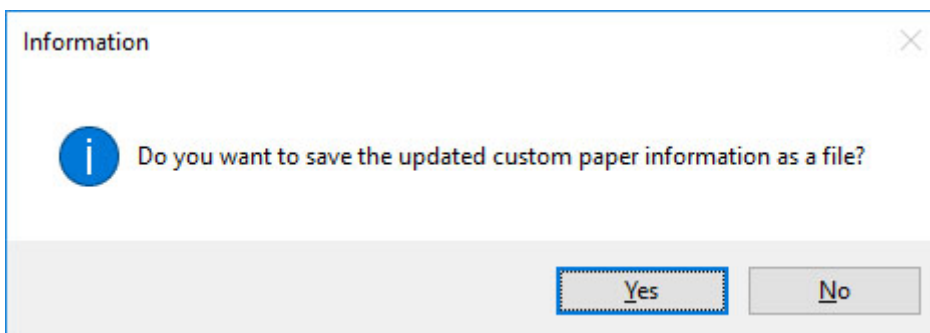 Information
Do you want to save the updated custom paper information as a file?
Yes
No